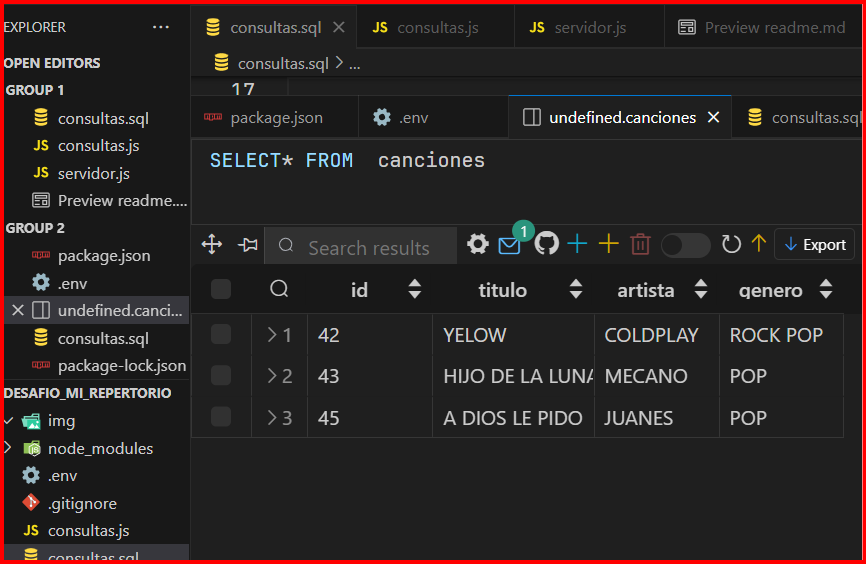 EXPLORER ...
OPEN EDITORS
GROUP 1
consultas.sql
JS consultas.js
JS servidor.js
Preview readme....
GROUP 2
package.json
.env
undefined.canci...
consultas.sql
package-lock.json
DESAFIO_MI_REPERTORIO
img
node_modules
.env
.gitignore
JS consultas.js
consultas.sql
consultas.sql JS consultas.js JS servidor.js Preview readme.md
consultas.sql > ...
17
package.json .env undefined.canciones consultas.sql
SELECT* FROM  canciones
Search results 1 Export
id titulo artista genero
1 42 YELOW COLDPLAY ROCK POP
2 43 HIJO DE LA LUNA MECANO POP
3 45 A DIOS LE PIDO JUANES POP